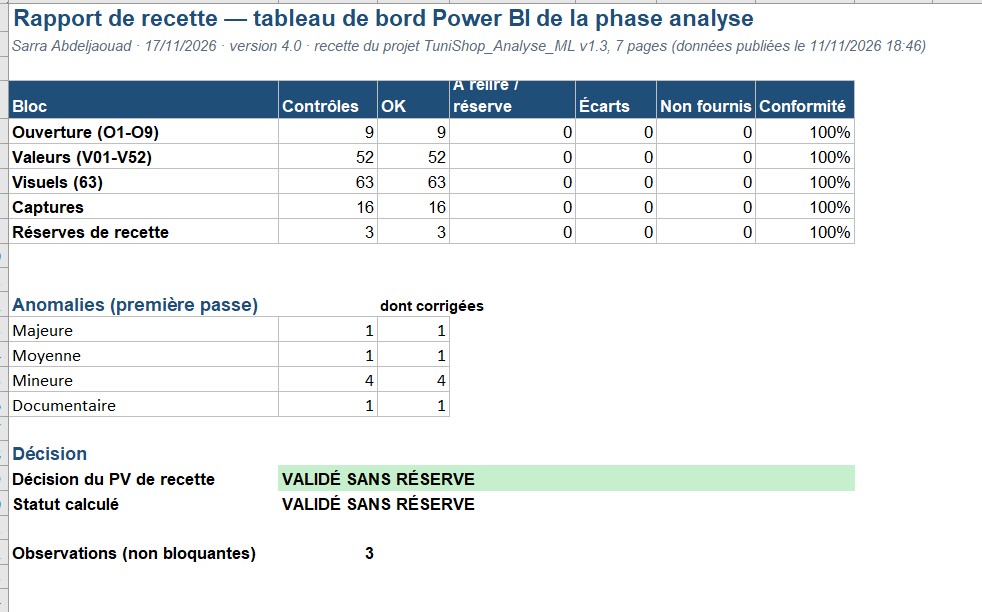 Rapport de recette — tableau de bord Power BI de la phase analyse
Sarra Abdeljaouad · 17/11/2026 · version 4.0 · recette du projet TuniShop_Analyse_ML v1.3, 7 pages (données publiées le 11/11/2026 18:46)
Bloc Contrôles OK À relire / réserve Écarts Non fournis Conformité
Ouverture (O1-O9) 9 9 0 0 0 100%
Valeurs (V01-V52) 52 52 0 0 0 100%
Visuels (63) 63 63 0 0 0 100%
Captures 16 16 0 0 0 100%
Réserves de recette 3 3 0 0 0 100%
Anomalies (première passe) dont corrigées
Majeure 1 1
Moyenne 1 1
Mineure 4 4
Documentaire 1 1
Décision
Décision du PV de recette VALIDÉ SANS RÉSERVE
Statut calculé VALIDÉ SANS RÉSERVE
Observations (non bloquantes) 3